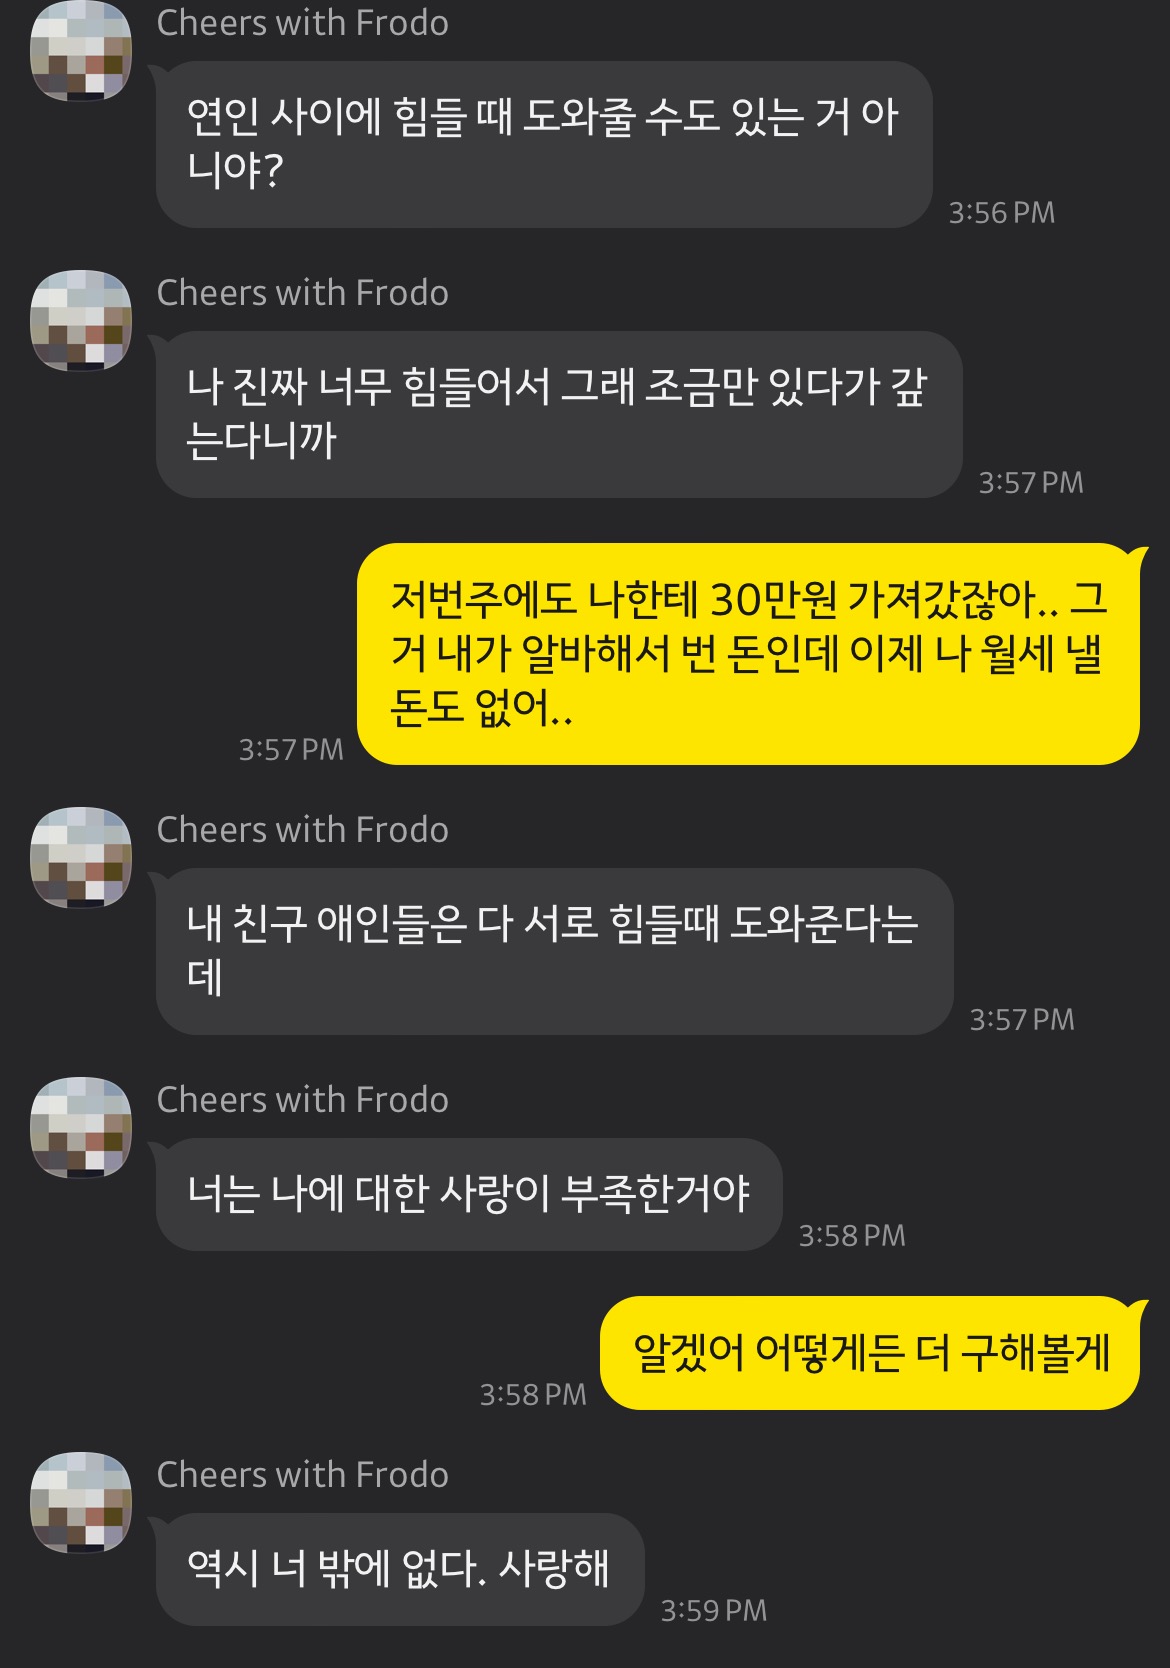 Cheers with Frodo
연인 사이에 힘들 때 도와줄 수도 있는 거 아
니야?
3:56 PM
Cheers with Frodo
나 진짜 너무 힘들어서 그래 조금만 있다가 갚
는다니까
3:57 PM
저번주에도 나한테 30만원 가져갔잖아.. 그
거 내가 알바해서 번 돈인데 이제 나 월세 낼
돈도 없어..
3:57 PM
Cheers with Frodo
내 친구 애인들은 다 서로 힘들때 도와준다는
데
3:57 PM
Cheers with Frodo
너는 나에 대한 사랑이 부족한거야
3:58 PM
알겠어 어떻게든 더 구해볼게
3:58 PM
Cheers with Frodo
역시 너 밖에 없다. 사랑해
3:59 PM